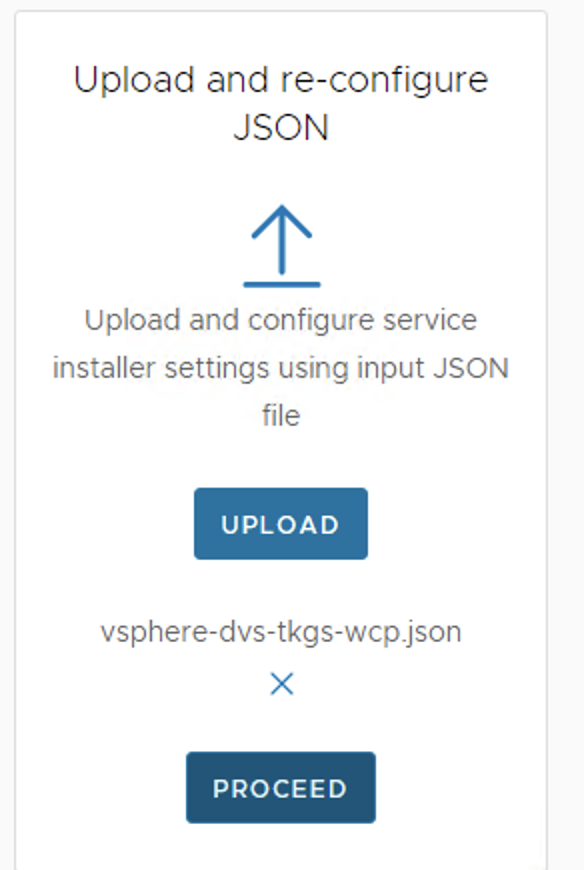 Upload and re-configure
JSON
Upload and configure service
installer settings using input JSON
file
UPLOAD
vsphere-dvs-tkgs-wcp.json
PROCEED